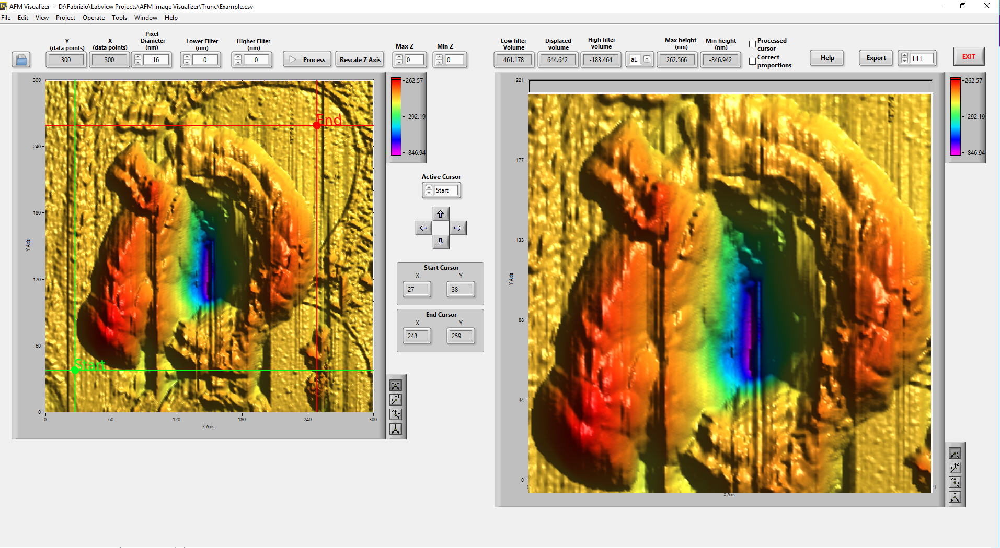 AFM Visualizer - D:\Fabrizio\Labview Projects\AFM Image Visualizer\Trunc\Example.csv
File Edit View Project Operate Tools Window Help
Y
(data points)
300
X
(data points)
300
Pixel
Diameter
(nm)
16
Lower Filter
(nm)
0
Higher Filter
(nm)
0
Process
Rescale Z Axis
Max Z
0
Min Z
0
Low filter
Volume
461.178
Displaced
volume
644.642
High filter
volume
-183.464
aL
Max height
(nm)
262.566
Min height
(nm)
-846.942
Processed
cursor
Correct
proportions
Help
Export
TIFF
EXIT
300
240
180
120
60
0
Y Axis
0 60 120 180 240 300
X Axis
End
Start
262.57
-292.19
-846.94
Active Cursor
Start
Start Cursor
X Y
27 38
End Cursor
X Y
248 259
221
177
133
88
44
0
Y Axis
X Axis
262.57
-292.19
-846.94